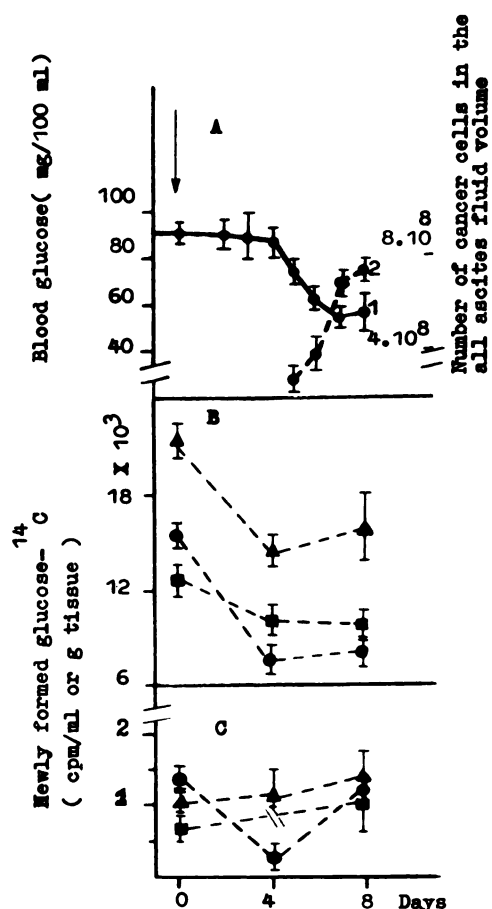 Blood glucose( mg/100 ml)
A
100
80
60
40
8.10^8
2
1
4.10^8
Number of cancer cells in the
all ascites fluid volume
B
X 10^3
18
12
6
Newly formed glucose-^14 C
( cpm/ml or g tissue )
C
2
1
0 4 8 Days